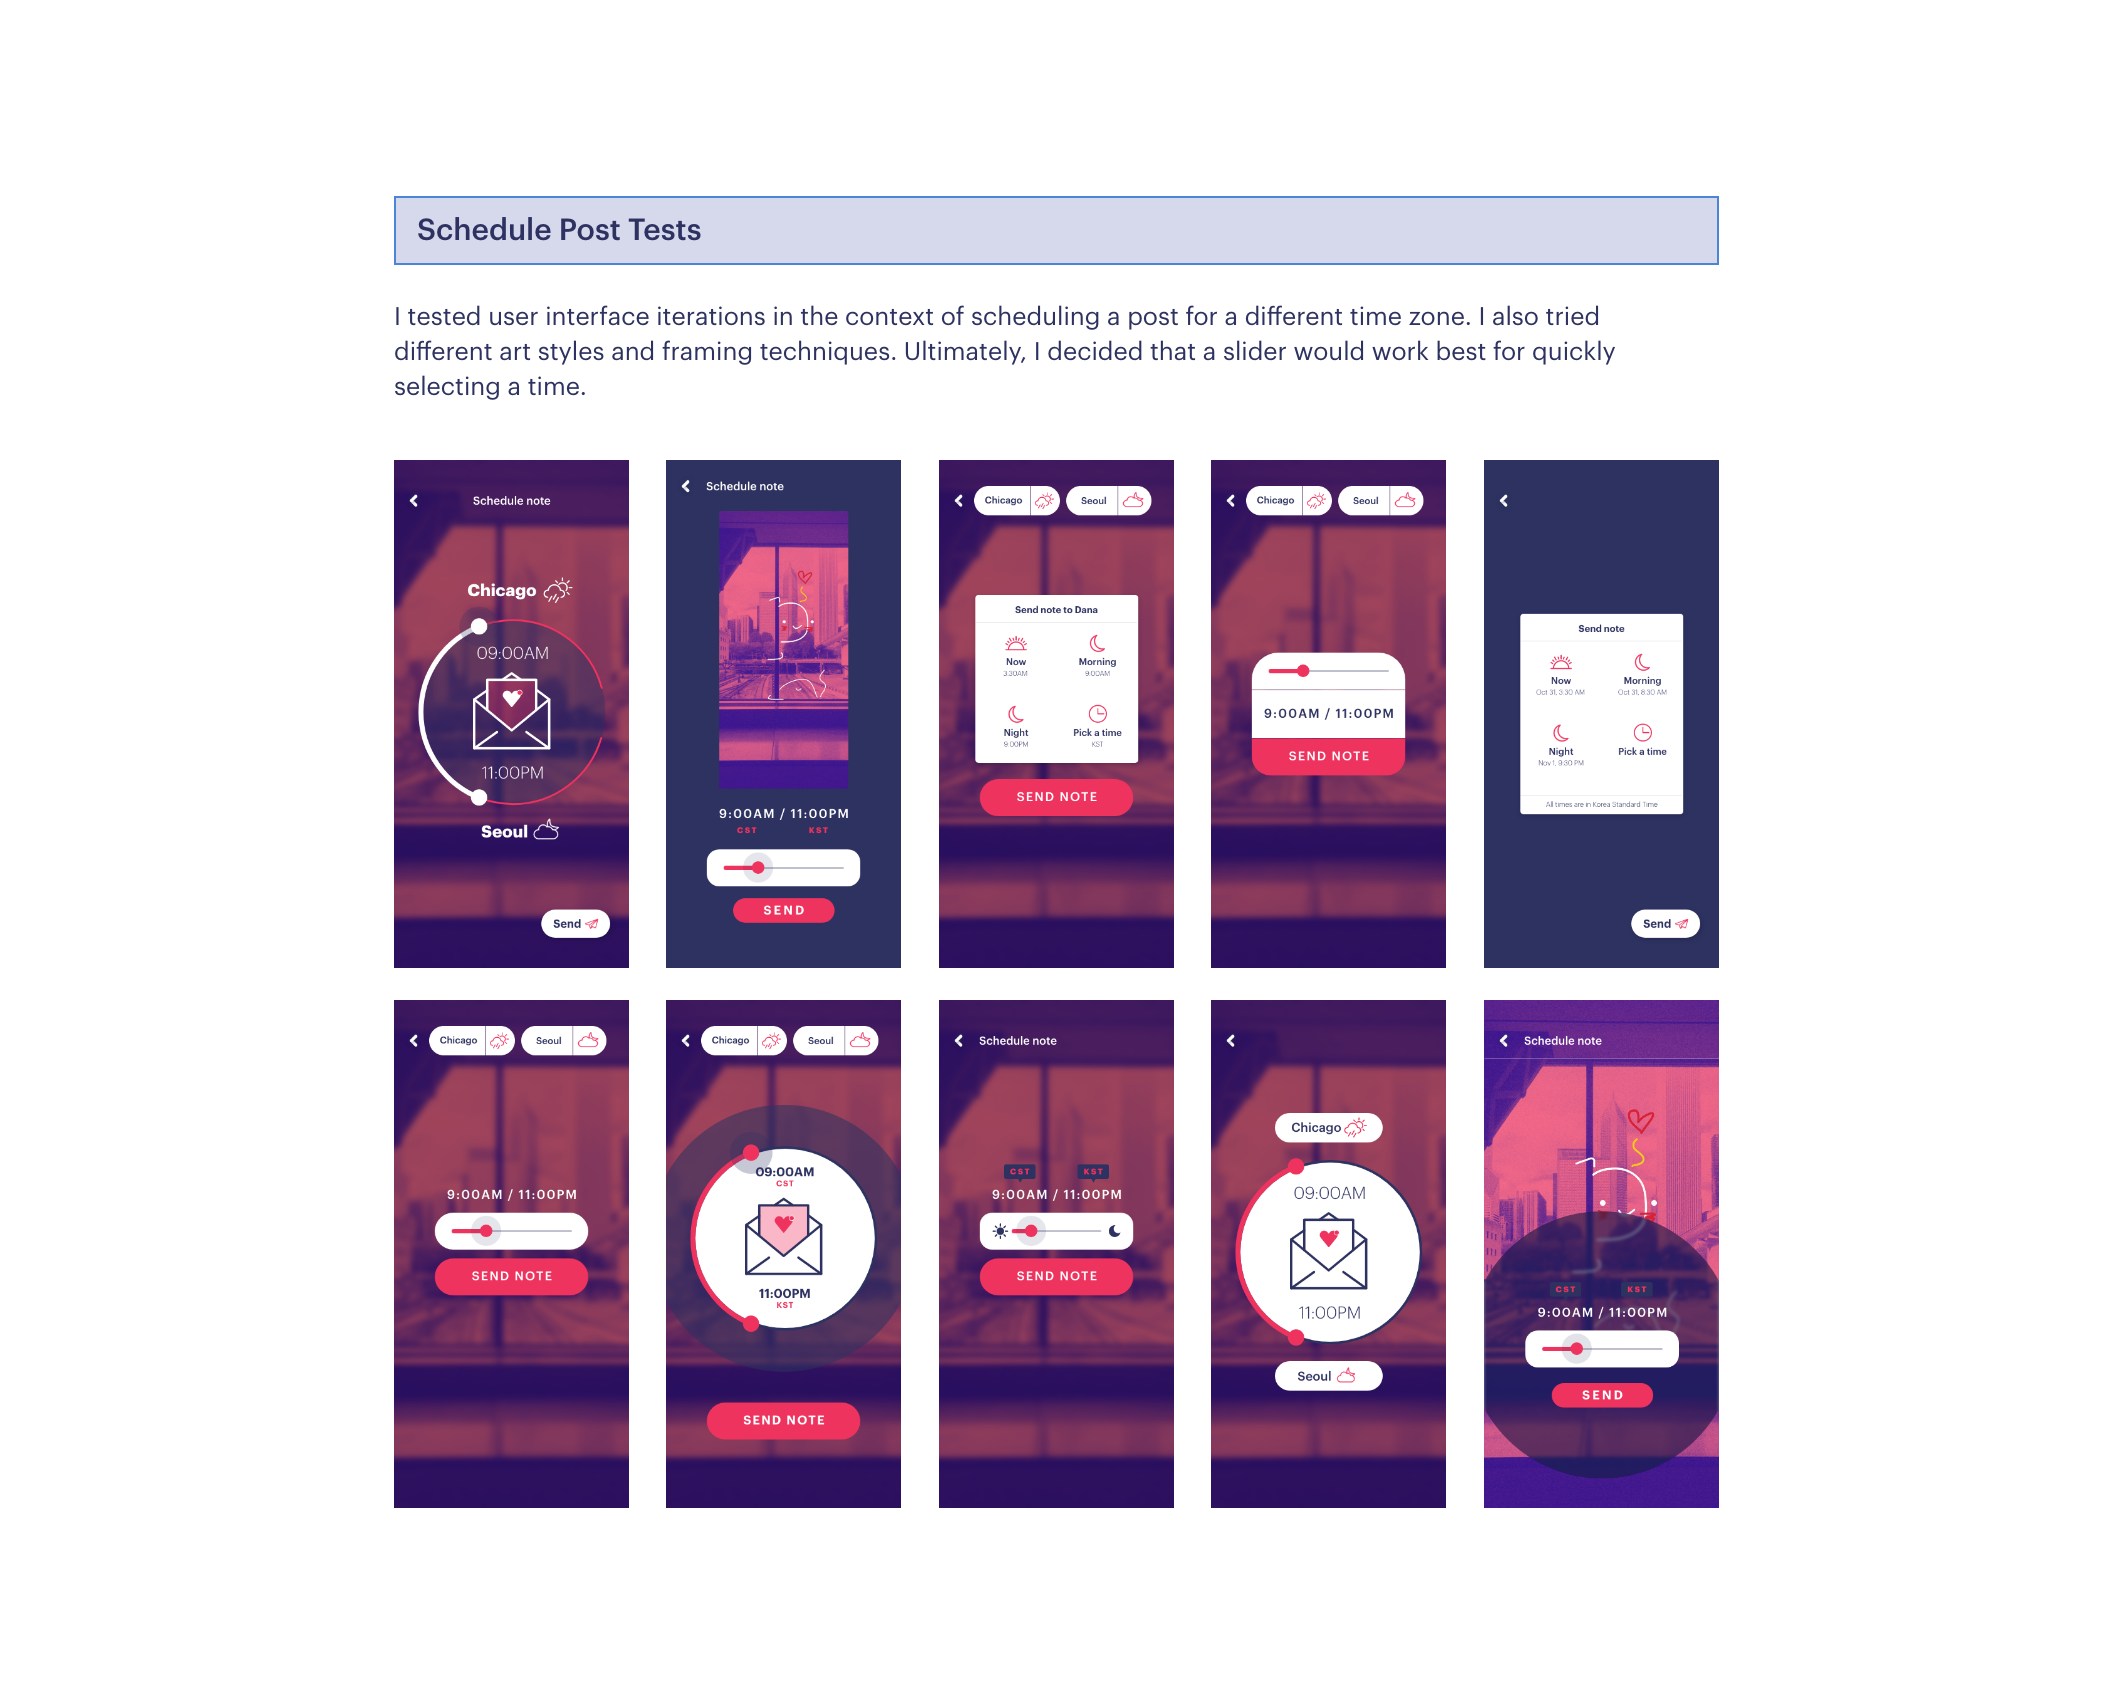 Schedule Post Tests
I tested user interface iterations in the context of scheduling a post for a different time zone. I also tried
different art styles and framing techniques. Ultimately, I decided that a slider would work best for quickly
selecting a time.
Schedule note
Chicago
09:00AM
11:00PM
Seoul
Send
Schedule note
9:00AM / 11:00PM
CST KST
SEND
Chicago Seoul
Send note to Dana
Now Morning
3:30AM 9:00AM
Night Pick a time
9:00PM KST
SEND NOTE
Chicago Seoul
9:00AM / 11:00PM
SEND NOTE
Send note
Now Morning
Oct 31, 3:30 AM Oct 31, 8:30 AM
Night Pick a time
Nov 1, 9:30 PM
All times are in Korea Standard Time
Send
Chicago Seoul
9:00AM / 11:00PM
SEND NOTE
Chicago Seoul
09:00AM
CST
11:00PM
KST
SEND NOTE
Schedule note
CST KST
9:00AM / 11:00PM
SEND NOTE
Chicago
09:00AM
11:00PM
Seoul
Schedule note
CST KST
9:00AM / 11:00PM
SEND